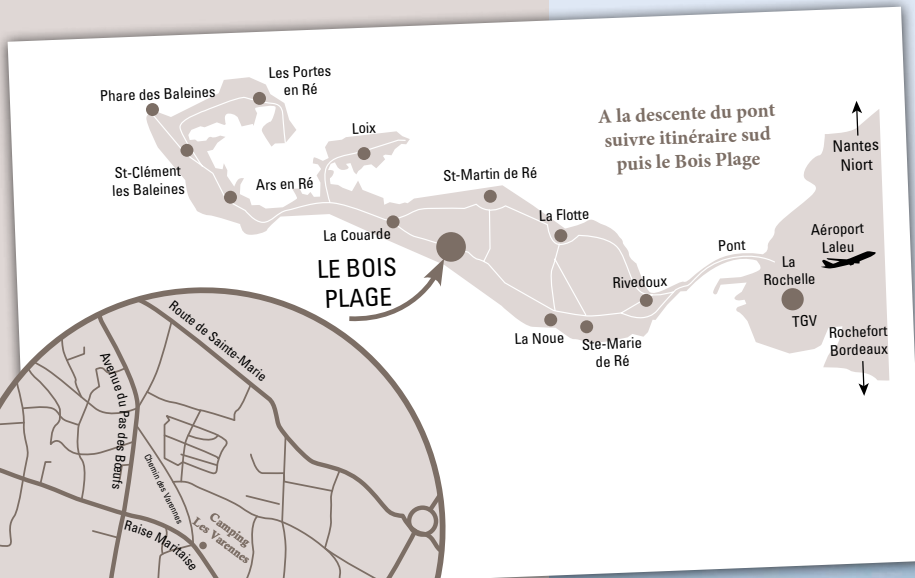 Les Portes
en Ré
Phare des Baleines
Loix
St-Clément
les Baleines
Ars en Ré
St-Martin de Ré
La Couarde
La Flotte
LE BOIS
PLAGE
A la descente du pont
suivre itinéraire sud
puis le Bois Plage
Nantes
Niort
Aéroport
Laleu
Pont
La
Rochelle
Rivedoux
TGV
La Noue
Ste-Marie
de Ré
Rochefort
Bordeaux
Route de Sainte-Marie
Avenue du Pas des Bœufs
Chemin des Varennes
Camping
Les Varennes
Raise Maritaise